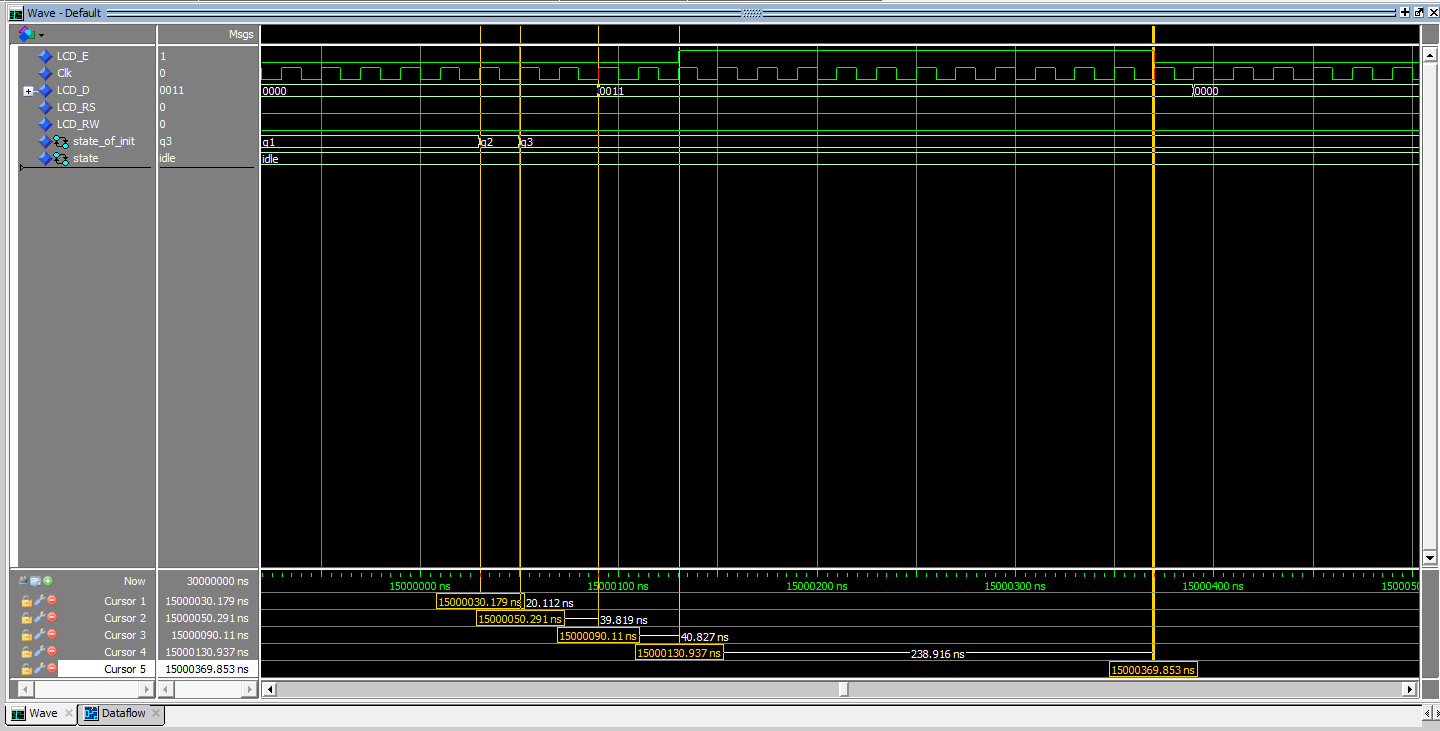 Wave - Default
Msgs
LCD_E 1
Clk 0
LCD_D 0011 0000 0011 0000
LCD_RS 0
LCD_RW 0
state_of_init q3 q1 q2 q3
state idle idle
Now 30000000 ns 15000000 ns 15000100 ns 15000200 ns 15000300 ns 15000400 ns 1500050
Cursor 1 15000030.179 ns 15000030.179 ns 20.112 ns
Cursor 2 15000050.291 ns 15000050.291 ns 39.819 ns
Cursor 3 15000090.11 ns 15000090.11 ns 40.827 ns
Cursor 4 15000130.937 ns 15000130.937 ns 238.916 ns
Cursor 5 15000369.853 ns 15000369.853 ns
Wave Dataflow